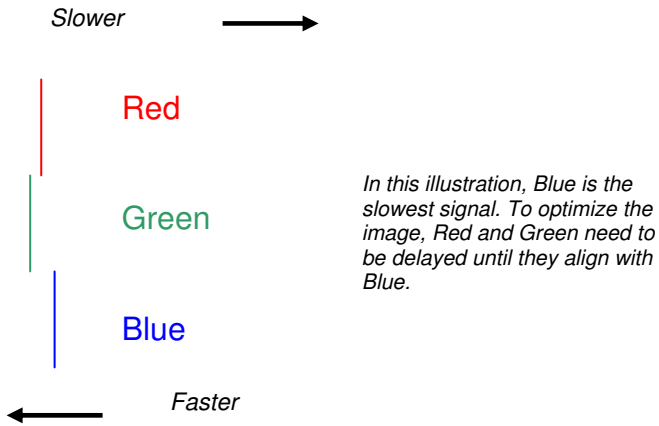 Slower
Red
Green
Blue
In this illustration, Blue is the
slowest signal. To optimize the
image, Red and Green need to
be delayed until they align with
Blue.
Faster